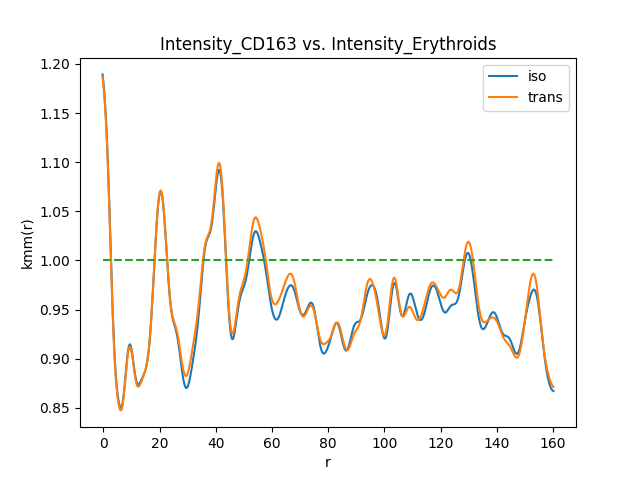 Intensity_CD163 vs. Intensity_Erythroids
iso
trans
1.20
1.15
1.10
1.05
1.00
0.95
0.90
0.85
kmm(r)
0 20 40 60 80 100 120 140 160
r